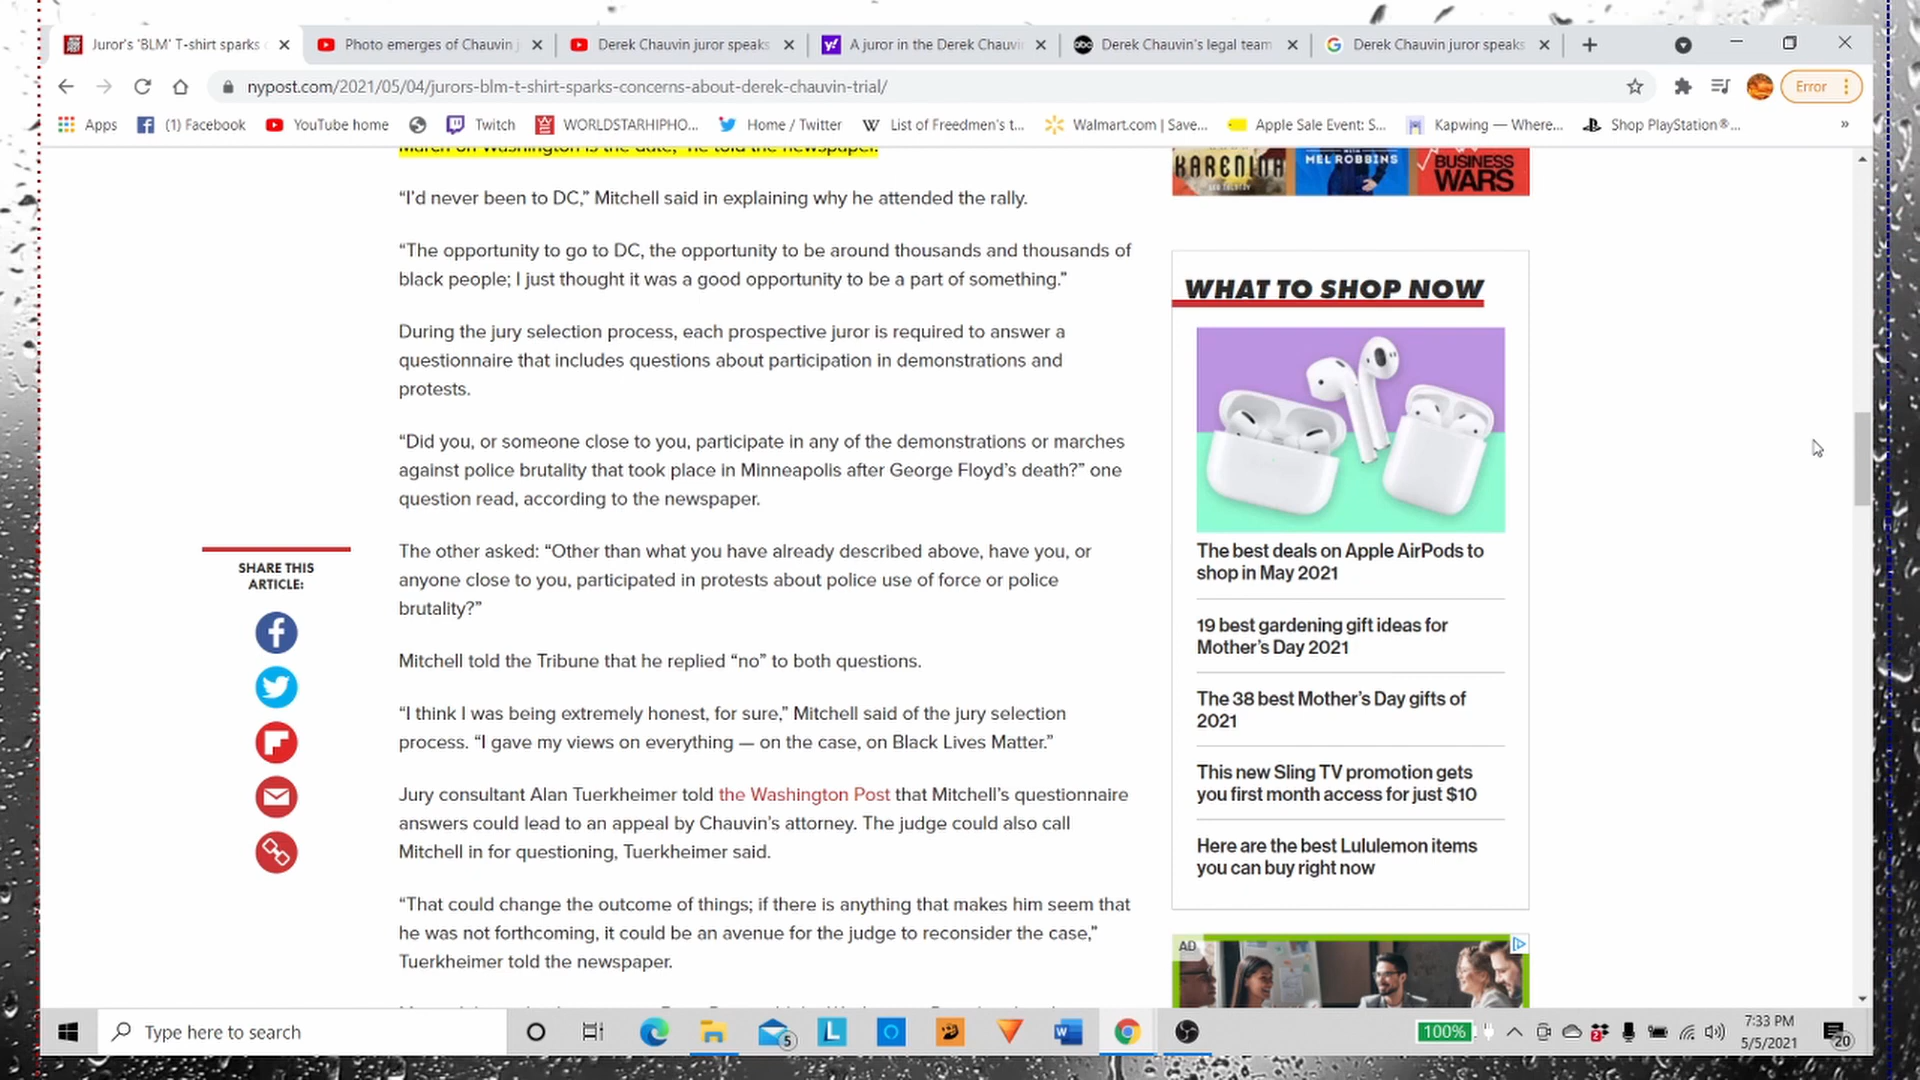 Juror's 'BLM' T-shirt sparks
Photo emerges of Chauvin j
Derek Chauvin juror speaks
A juror in the Derek Chauvin
Derek Chauvin's legal team
Derek Chauvin juror speaks
nypost.com/2021/05/04/jurors-blm-t-shirt-sparks-concerns-about-derek-chauvin-trial/
Error
Apps
(1) Facebook
YouTube home
Twitch
WORLDSTARHIPHO...
Home / Twitter
List of Freedmen's t...
Walmart.com | Save...
Apple Sale Event: S...
Kapwing — Where...
Shop PlayStation®...
»
March on Washington is the date," he told the newspaper.
“I’d never been to DC,” Mitchell said in explaining why he attended the rally.
“The opportunity to go to DC, the opportunity to be around thousands and thousands of
black people; I just thought it was a good opportunity to be a part of something.”
During the jury selection process, each prospective juror is required to answer a
questionnaire that includes questions about participation in demonstrations and
protests.
“Did you, or someone close to you, participate in any of the demonstrations or marches
against police brutality that took place in Minneapolis after George Floyd’s death?” one
question read, according to the newspaper.
The other asked: “Other than what you have already described above, have you, or
anyone close to you, participated in protests about police use of force or police
brutality?”
Mitchell told the Tribune that he replied “no” to both questions.
“I think I was being extremely honest, for sure,” Mitchell said of the jury selection
process. “I gave my views on everything — on the case, on Black Lives Matter.”
Jury consultant Alan Tuerkheimer told the Washington Post that Mitchell’s questionnaire
answers could lead to an appeal by Chauvin’s attorney. The judge could also call
Mitchell in for questioning, Tuerkheimer said.
“That could change the outcome of things; if there is anything that makes him seem that
he was not forthcoming, it could be an avenue for the judge to reconsider the case,”
Tuerkheimer told the newspaper.
SHARE THIS
ARTICLE:
KARENINA
MEL ROBBINS
BUSINESS
WARS
WHAT TO SHOP NOW
The best deals on Apple AirPods to
shop in May 2021
19 best gardening gift ideas for
Mother’s Day 2021
The 38 best Mother’s Day gifts of
2021
This new Sling TV promotion gets
you first month access for just $10
Here are the best Lululemon items
you can buy right now
AD
Type here to search
5
100%
2
7:33 PM
5/5/2021
20